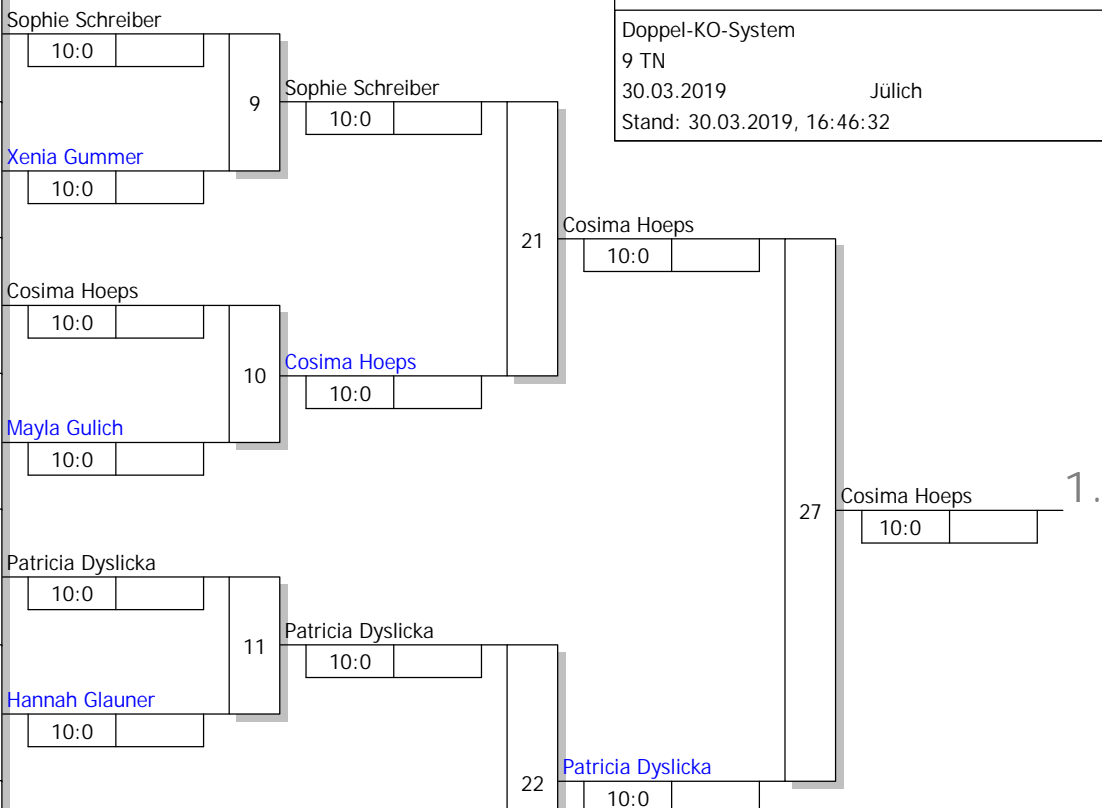 Sophie Schreiber
10:0
9
Xenia Gummer
10:0
Cosima Hoeps
10:0
10
Mayla Gulich
10:0
Patricia Dyslicka
10:0
11
Hannah Glauner
10:0
Sophie Schreiber
10:0
21
Cosima Hoeps
10:0
Patricia Dyslicka
10:0
22
Cosima Hoeps
10:0
27
Patricia Dyslicka
10:0
Cosima Hoeps
10:0
1.
Doppel-KO-System
9 TN
30.03.2019 Jülich
Stand: 30.03.2019, 16:46:32